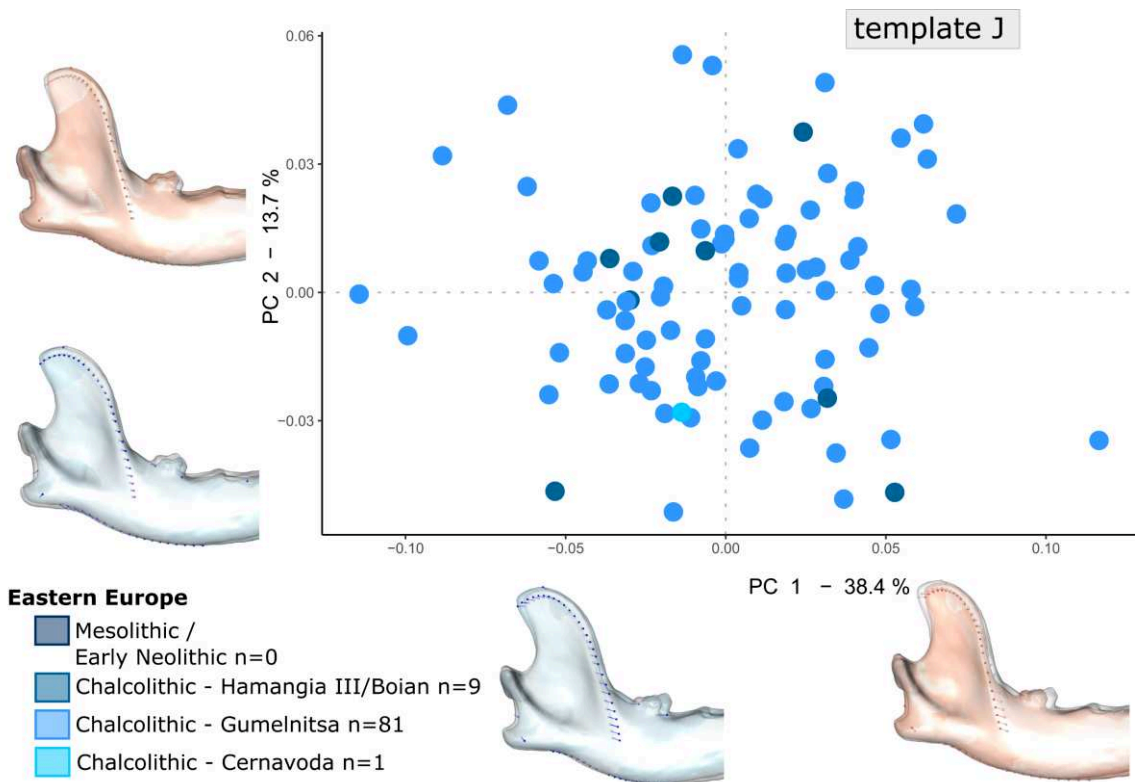 template J
0.06
0.03
0.00
−0.03
PC 2 − 13.7 %
−0.10
−0.05
0.00
0.05
0.10
PC 1 − 38.4 %
Eastern Europe
Mesolithic /
Early Neolithic n=0
Chalcolithic - Hamangia III/Boian n=9
Chalcolithic - Gumelnitsa n=81
Chalcolithic - Cernavoda n=1